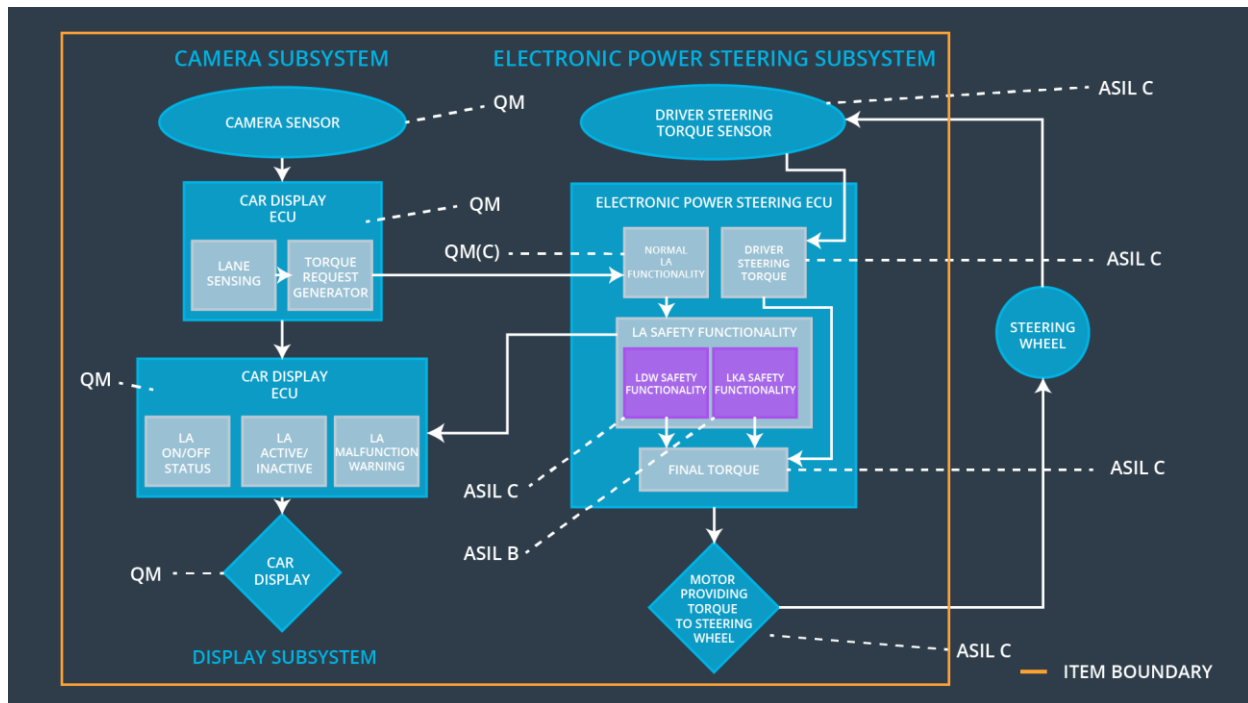 CAMERA SUBSYSTEM
ELECTRONIC POWER STEERING SUBSYSTEM
CAMERA SENSOR
QM
DRIVER STEERING
TORQUE SENSOR
ASIL C
CAR DISPLAY
ECU
QM
LANE
SENSING
TORQUE
REQUEST
GENERATOR
ELECTRONIC POWER STEERING ECU
QM(C)
NORMAL
LA
FUNCTIONALITY
DRIVER
STEERING
TORQUE
ASIL C
LA SAFETY FUNCTIONALITY
LDW SAFETY
FUNCTIONALITY
LKA SAFETY
FUNCTIONALITY
STEERING
WHEEL
QM
CAR DISPLAY
ECU
LA
ON/OFF
STATUS
LA
ACTIVE/
INACTIVE
LA
MALFUNCTION
WARNING
FINAL TORQUE
ASIL C
ASIL C
ASIL B
QM
CAR
DISPLAY
MOTOR
PROVIDING
TORQUE
TO STEERING
WHEEL
ASIL C
DISPLAY SUBSYSTEM
ITEM BOUNDARY